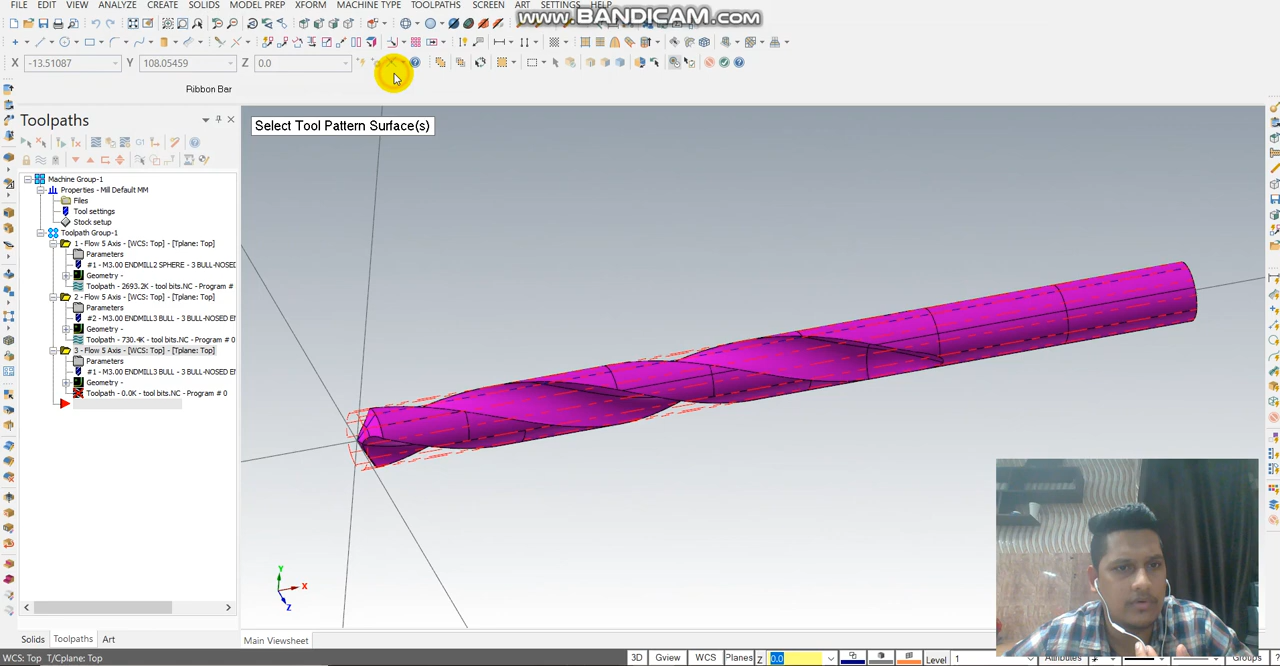 FILE EDIT VIEW ANALYZE CREATE SOLIDS MODEL PREP XFORM MACHINE TYPE TOOLPATHS SCREEN ART SETTINGS HELP
www.BANDICAM.com
X -13.51087 Y 108.05459 Z 0.0
Ribbon Bar
Toolpaths
Select Tool Pattern Surface(s)
Machine Group-1
Properties - Mill Default MM
Files
Tool settings
Stock setup
Toolpath Group-1
1 - Flow 5 Axis - [WCS: Top] - [Tplane: Top]
Parameters
#1 - M3.00 ENDMILL2 SPHERE - 3 BULL-NOSED
Geometry -
Toolpath - 2693.2K - tool bits.NC - Program #
2 - Flow 5 Axis - [WCS: Top] - [Tplane: Top]
Parameters
#2 - M3.00 ENDMILL3 BULL - 3 BULL-NOSED EN
Geometry -
Toolpath - 730.4K - tool bits.NC - Program # 0
3 - Flow 5 Axis - [WCS: Top] - [Tplane: Top]
Parameters
#1 - M3.00 ENDMILL3 BULL - 3 BULL-NOSED EN
Geometry -
Toolpath - 0.0K - tool bits.NC - Program # 0
Y
X
Z
Solids Toolpaths Art
Main Viewsheet
WCS: Top T/Cplane: Top
3D Gview WCS Planes Z 0.0 Level 1 Attributes Groups ?